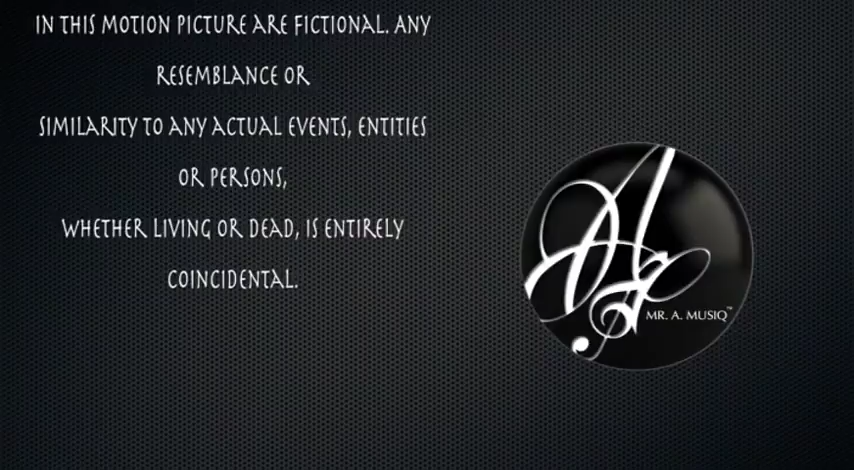 IN THIS MOTION PICTURE ARE FICTIONAL. ANY
RESEMBLANCE OR
SIMILARITY TO ANY ACTUAL EVENTS, ENTITIES
OR PERSONS,
WHETHER LIVING OR DEAD, IS ENTIRELY
COINCIDENTAL.
MR. A. MUSIQ™